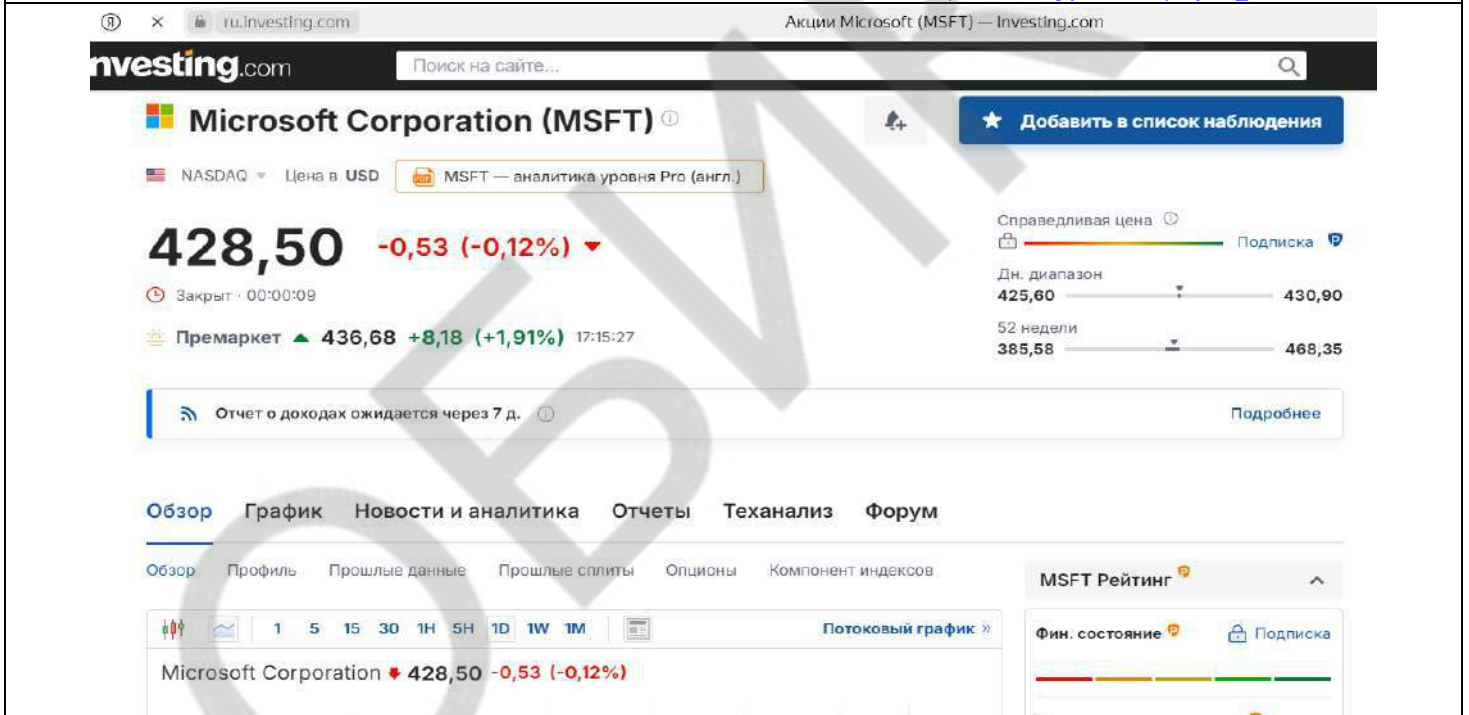 Я × ru.investing.com Акции Microsoft (MSFT) — Investing.com
nvesting.com Поиск на сайте...
Microsoft Corporation (MSFT) Добавить в список наблюдения
NASDAQ Цена в USD MSFT — аналитика уровня Pro (англ.)
Справедливая цена
428,50 -0,53 (-0,12%) Подписка
Дн. диапазон
Закрыт · 00:00:09 425,60 430,90
52 недели
Премаркет 436,68 +8,18 (+1,91%) 17:15:27
385,58 468,35
Отчет о доходах ожидается через 7 д. Подробнее
Обзор График Новости и аналитика Отчеты Теханализ Форум
Обзор Профиль Прошлые данные Прошлые сплиты Опционы Компонент индексов
MSFT Рейтинг
1 5 15 30 1H 5H 1D 1W 1M Потоковый график »
Фин. состояние Подписка
Microsoft Corporation 428,50 -0,53 (-0,12%)
ОБИ